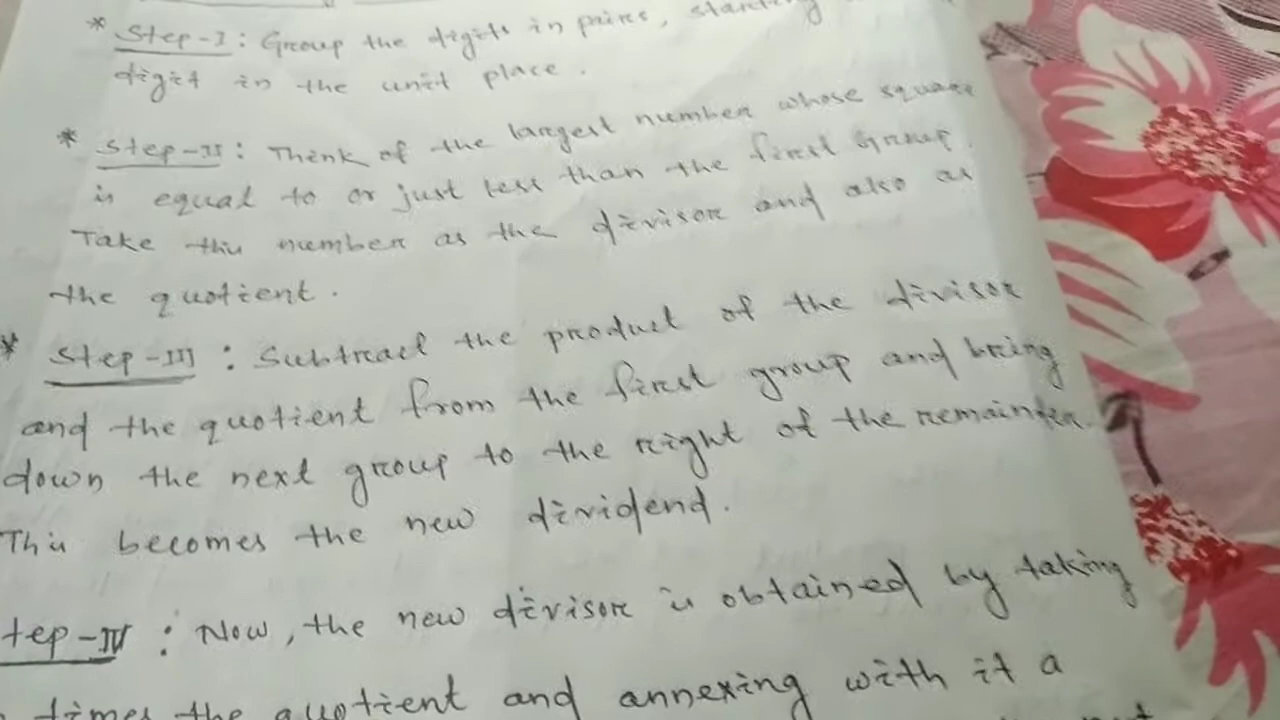 * Step-I: Group the digits in pairs, starting
digit in the unit place.
* Step-II: Think of the largest number whose square
is equal to or just less than the first group.
Take this number as the divisor and also as
the quotient.
* Step-III: Subtract the product of the divisor
and the quotient from the first group and bring
down the next group to the right of the remainder.
This becomes the new dividend.
tep-IV: Now, the new divisor is obtained by taking
times the quotient and annexing with it a